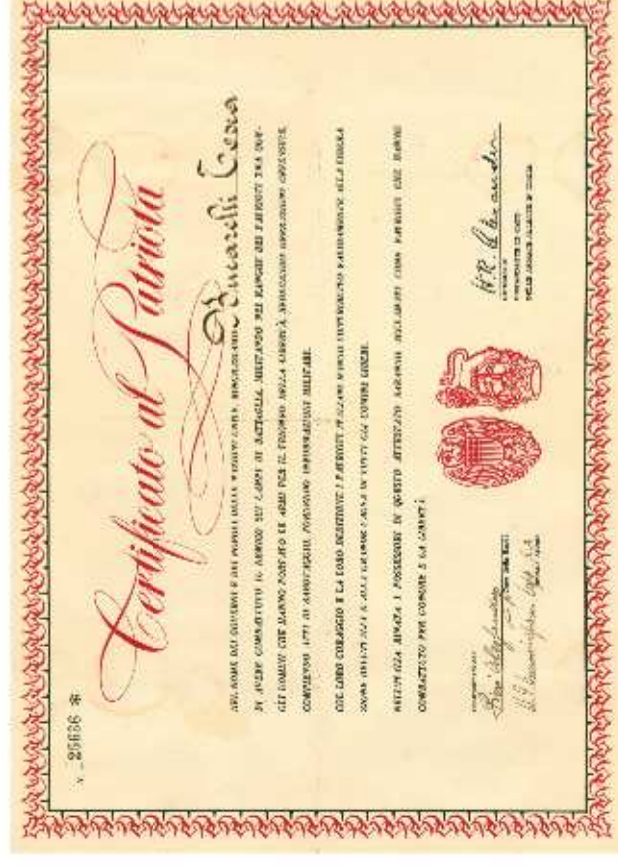 Certificato al Patriota
NEL NOME DEI GOVERNI E DEI POPOLI DELLE NAZIONI UNITE, RINGRAZIAMO
DI AVERE COMBATTUTO IL NEMICO SUI CAMPI DI BATTAGLIA, MILITANDO NEI RANGHI DEI PATRIOTI TRA QUE-
GLI UOMINI CHE HANNO PORTATO LE ARMI PER IL TRIONFO DELLA LIBERTÀ, SVOLGENDO OPERAZIONI OFFENSIVE,
COMPIENDO ATTI DI SABOTAGGIO, FORNENDO INFORMAZIONI MILITARI.
COL LORO CORAGGIO E LA LORO DEDIZIONE I PATRIOTI ITALIANI HANNO CONTRIBUITO VALIDAMENTE ALLA LIBERA-
ZIONE DELL'ITALIA E ALLA GRANDE CAUSA DI TUTTI GLI UOMINI LIBERI.
NELL'ITALIA RINATA I POSSESSORI DI QUESTO ATTESTATO SARANNO ACCLAMATI COME PATRIOTI CHE HANNO
COMBATTUTO PER L'ONORE E LA LIBERTÀ.
H.R. Alexander